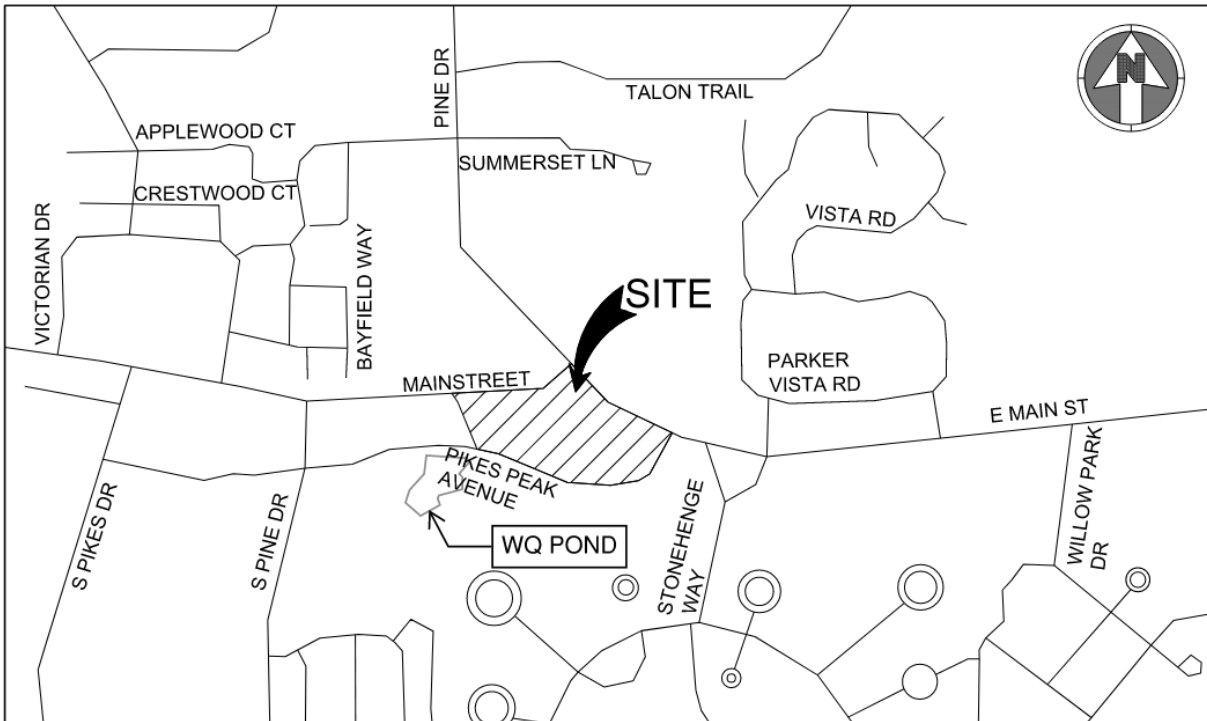 PINE DR
TALON TRAIL
N
APPLEWOOD CT
SUMMERSET LN
CRESTWOOD CT
VICTORIAN DR
BAYFIELD WAY
VISTA RD
SITE
MAINSTREET
PARKER
VISTA RD
E MAIN ST
PIKES PEAK
AVENUE
S PIKES DR
S PINE DR
WQ POND
STONEHENGE
WAY
WILLOW PARK
DR